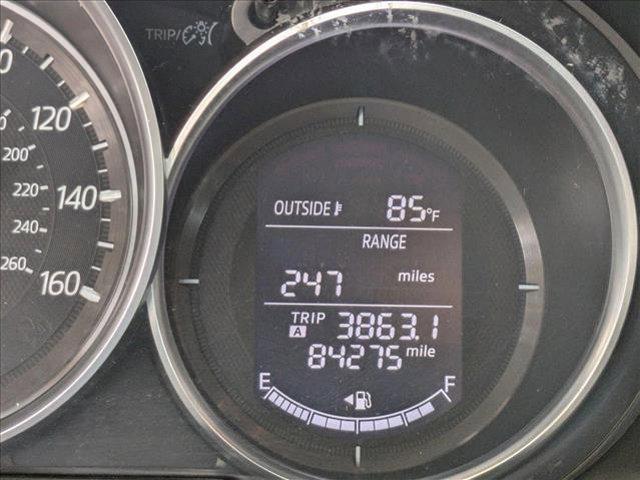 TRIP/
120
200
220
140
240
260
160
OUTSIDE 85°F
RANGE
247 miles
TRIP A 3863.1
84275 mile
E F